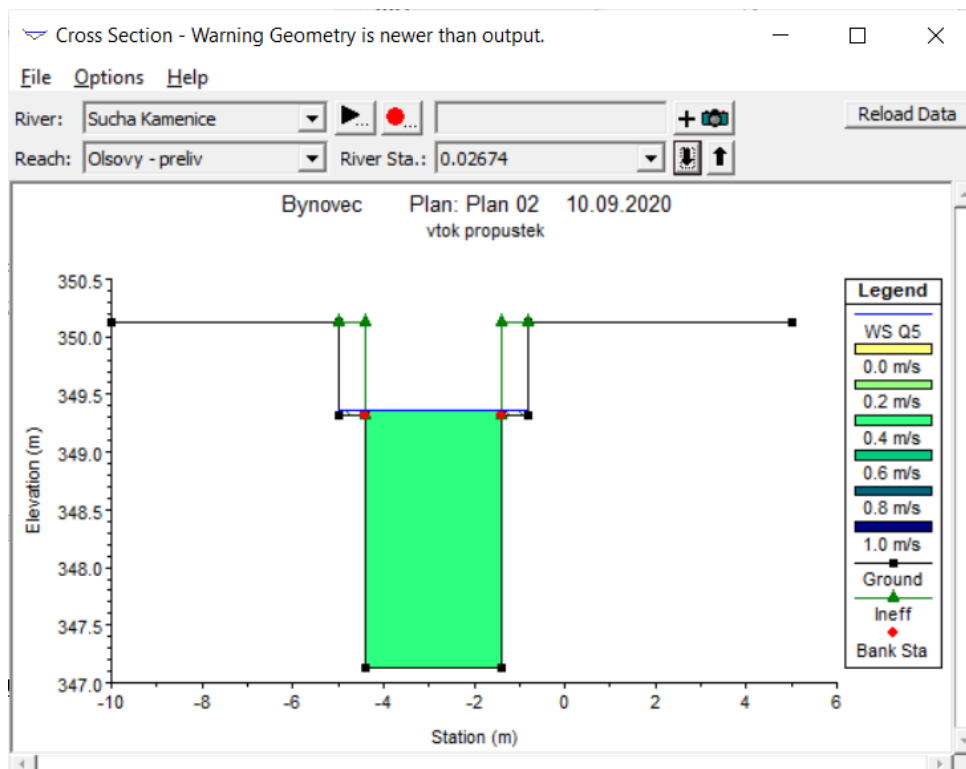 Cross Section - Warning Geometry is newer than output.
File Options Help
River: Sucha Kamenice ... ... + Reload Data
Reach: Olsovy - preliv River Sta.: 0.02674
Bynovec Plan: Plan 02 10.09.2020
vtok propustek
350.5
350.0
349.5
349.0
348.5
348.0
347.5
347.0
Elevation (m)
-10 -8 -6 -4 -2 0 2 4 6
Station (m)
Legend
WS Q5
0.0 m/s
0.2 m/s
0.4 m/s
0.6 m/s
0.8 m/s
1.0 m/s
Ground
Ineff
Bank Sta